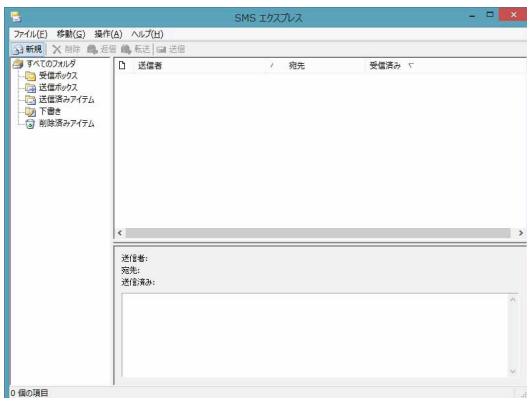 SMS エクスプレス
ファイル(F) 移動(G) 操作(A) ヘルプ(H)
新規 削除 返信 転送 送信
すべてのフォルダ
受信ボックス
送信ボックス
送信済みアイテム
下書き
削除済みアイテム
送信者 宛先 受信済み
送信者:
宛先:
送信済み:
0 個の項目